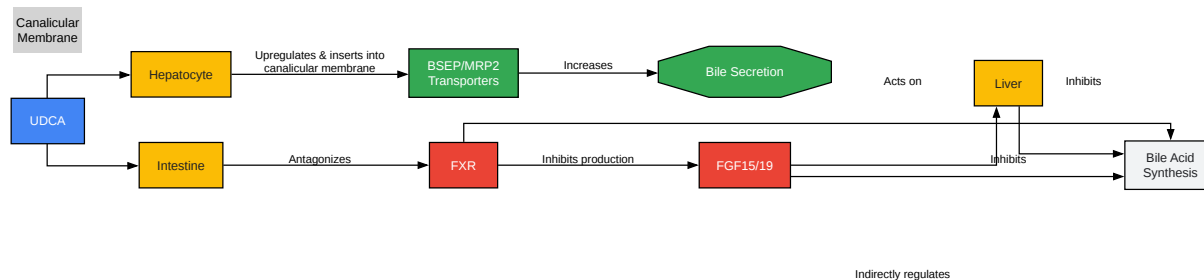 Canalicular
Membrane
Upregulates & inserts into
canalicular membrane
Hepatocyte
BSEP/MRP2
Transporters
Increases
Bile Secretion
Acts on
Liver
Inhibits
UDCA
Intestine
Antagonizes
FXR
Inhibits production
FGF15/19
Inhibits
Bile Acid
Synthesis
Indirectly regulates